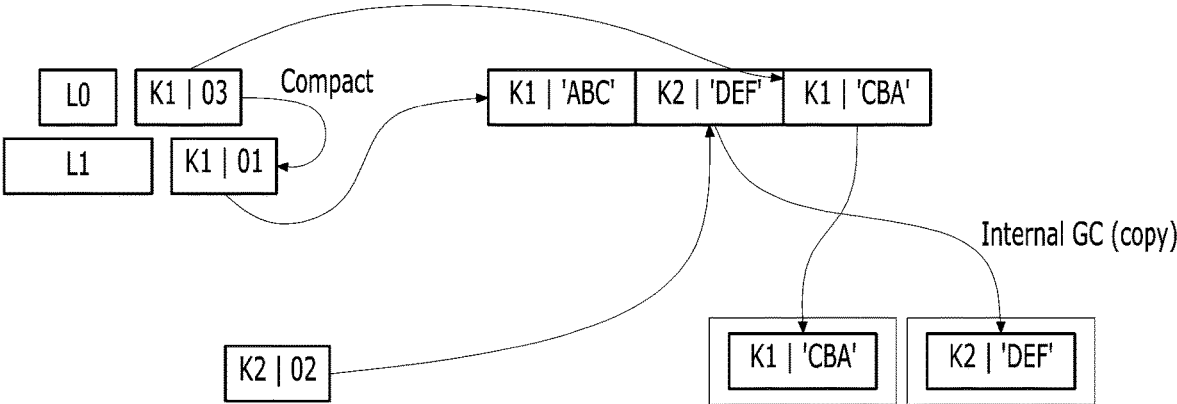 L0
K1 | 03
Compact
K1 | 'ABC'
K2 | 'DEF'
K1 | 'CBA'
L1
K1 | 01
Internal GC (copy)
K2 | 02
K1 | 'CBA'
K2 | 'DEF'